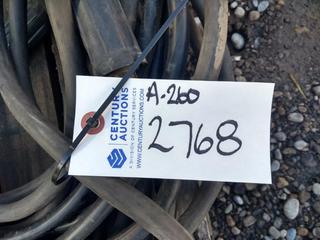 A-260
2768
CENTURY
AUCTIONS
A DIVISION OF CENTURY SERVICES
WWW.CENTURYAUCTIONS.COM